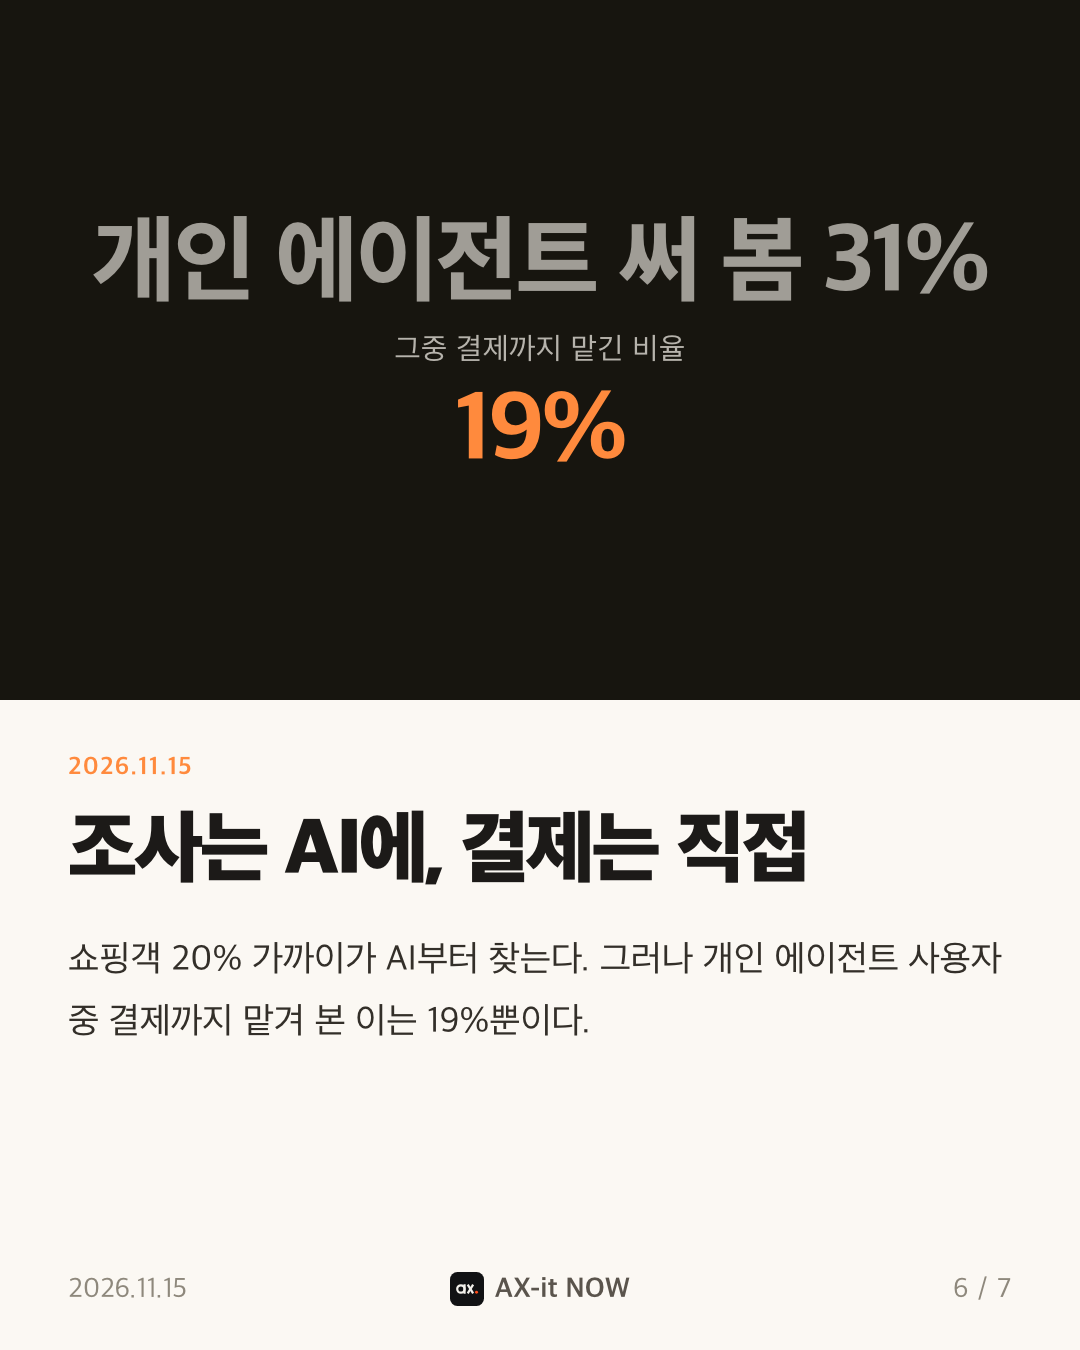 개인 에이전트 써 봄 31%
그중 결제까지 맡긴 비율
19%
2026.11.15
조사는 AI에, 결제는 직접
쇼핑객 20% 가까이가 AI부터 찾는다. 그러나 개인 에이전트 사용자
중 결제까지 맡겨 본 이는 19%뿐이다.
2026.11.15
ax.
AX-it NOW
6 / 7